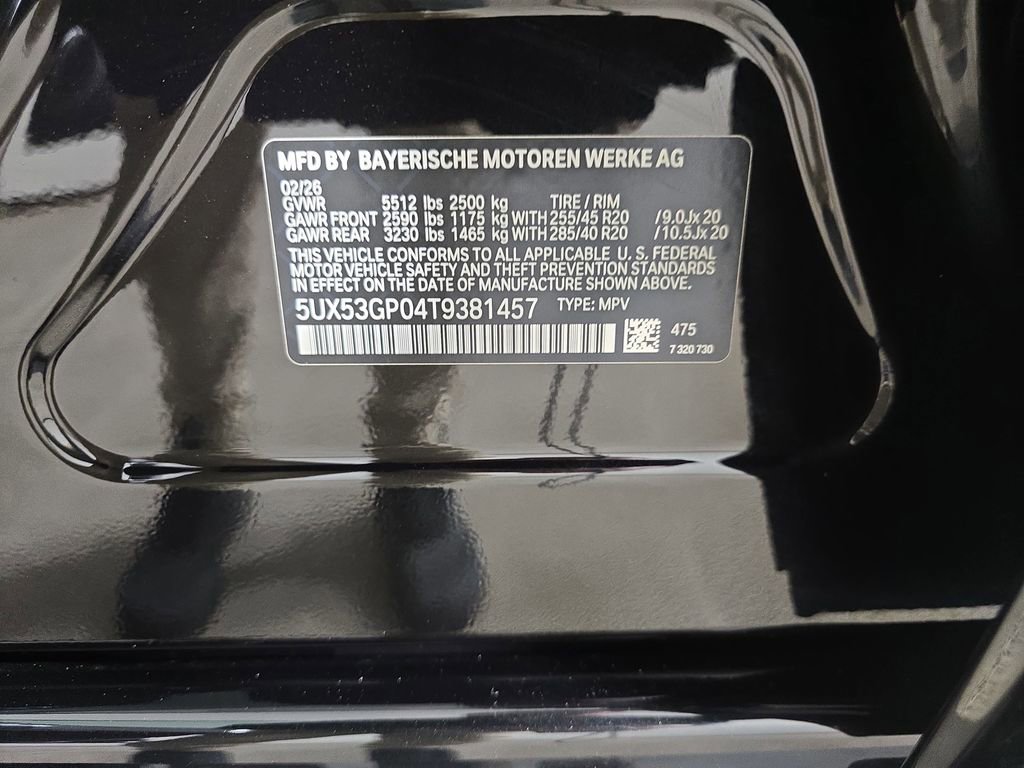 MFD BY BAYERISCHE MOTOREN WERKE AG
02/26
GVWR 5512 lbs 2500 kg TIRE / RIM
GAWR FRONT 2590 lbs 1175 kg WITH 255/45 R20 /9.0Jx20
GAWR REAR 3230 lbs 1465 kg WITH 285/40 R20 /10.5Jx20
THIS VEHICLE CONFORMS TO ALL APPLICABLE U. S. FEDERAL
MOTOR VEHICLE SAFETY AND THEFT PREVENTION STANDARDS
IN EFFECT ON THE DATE OF MANUFACTURE SHOWN ABOVE.
5UX53GP04T9381457 TYPE: MPV
475
7 320 730